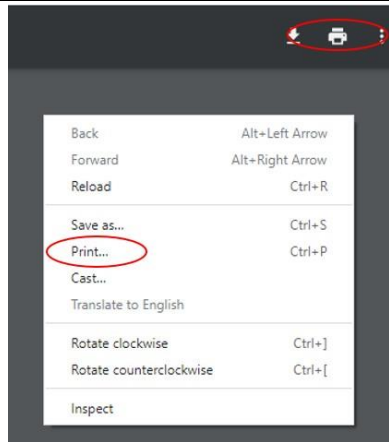 Back Alt+Left Arrow
Forward Alt+Right Arrow
Reload Ctrl+R
Save as... Ctrl+S
Print... Ctrl+P
Cast...
Translate to English
Rotate clockwise Ctrl+]
Rotate counterclockwise Ctrl+[
Inspect